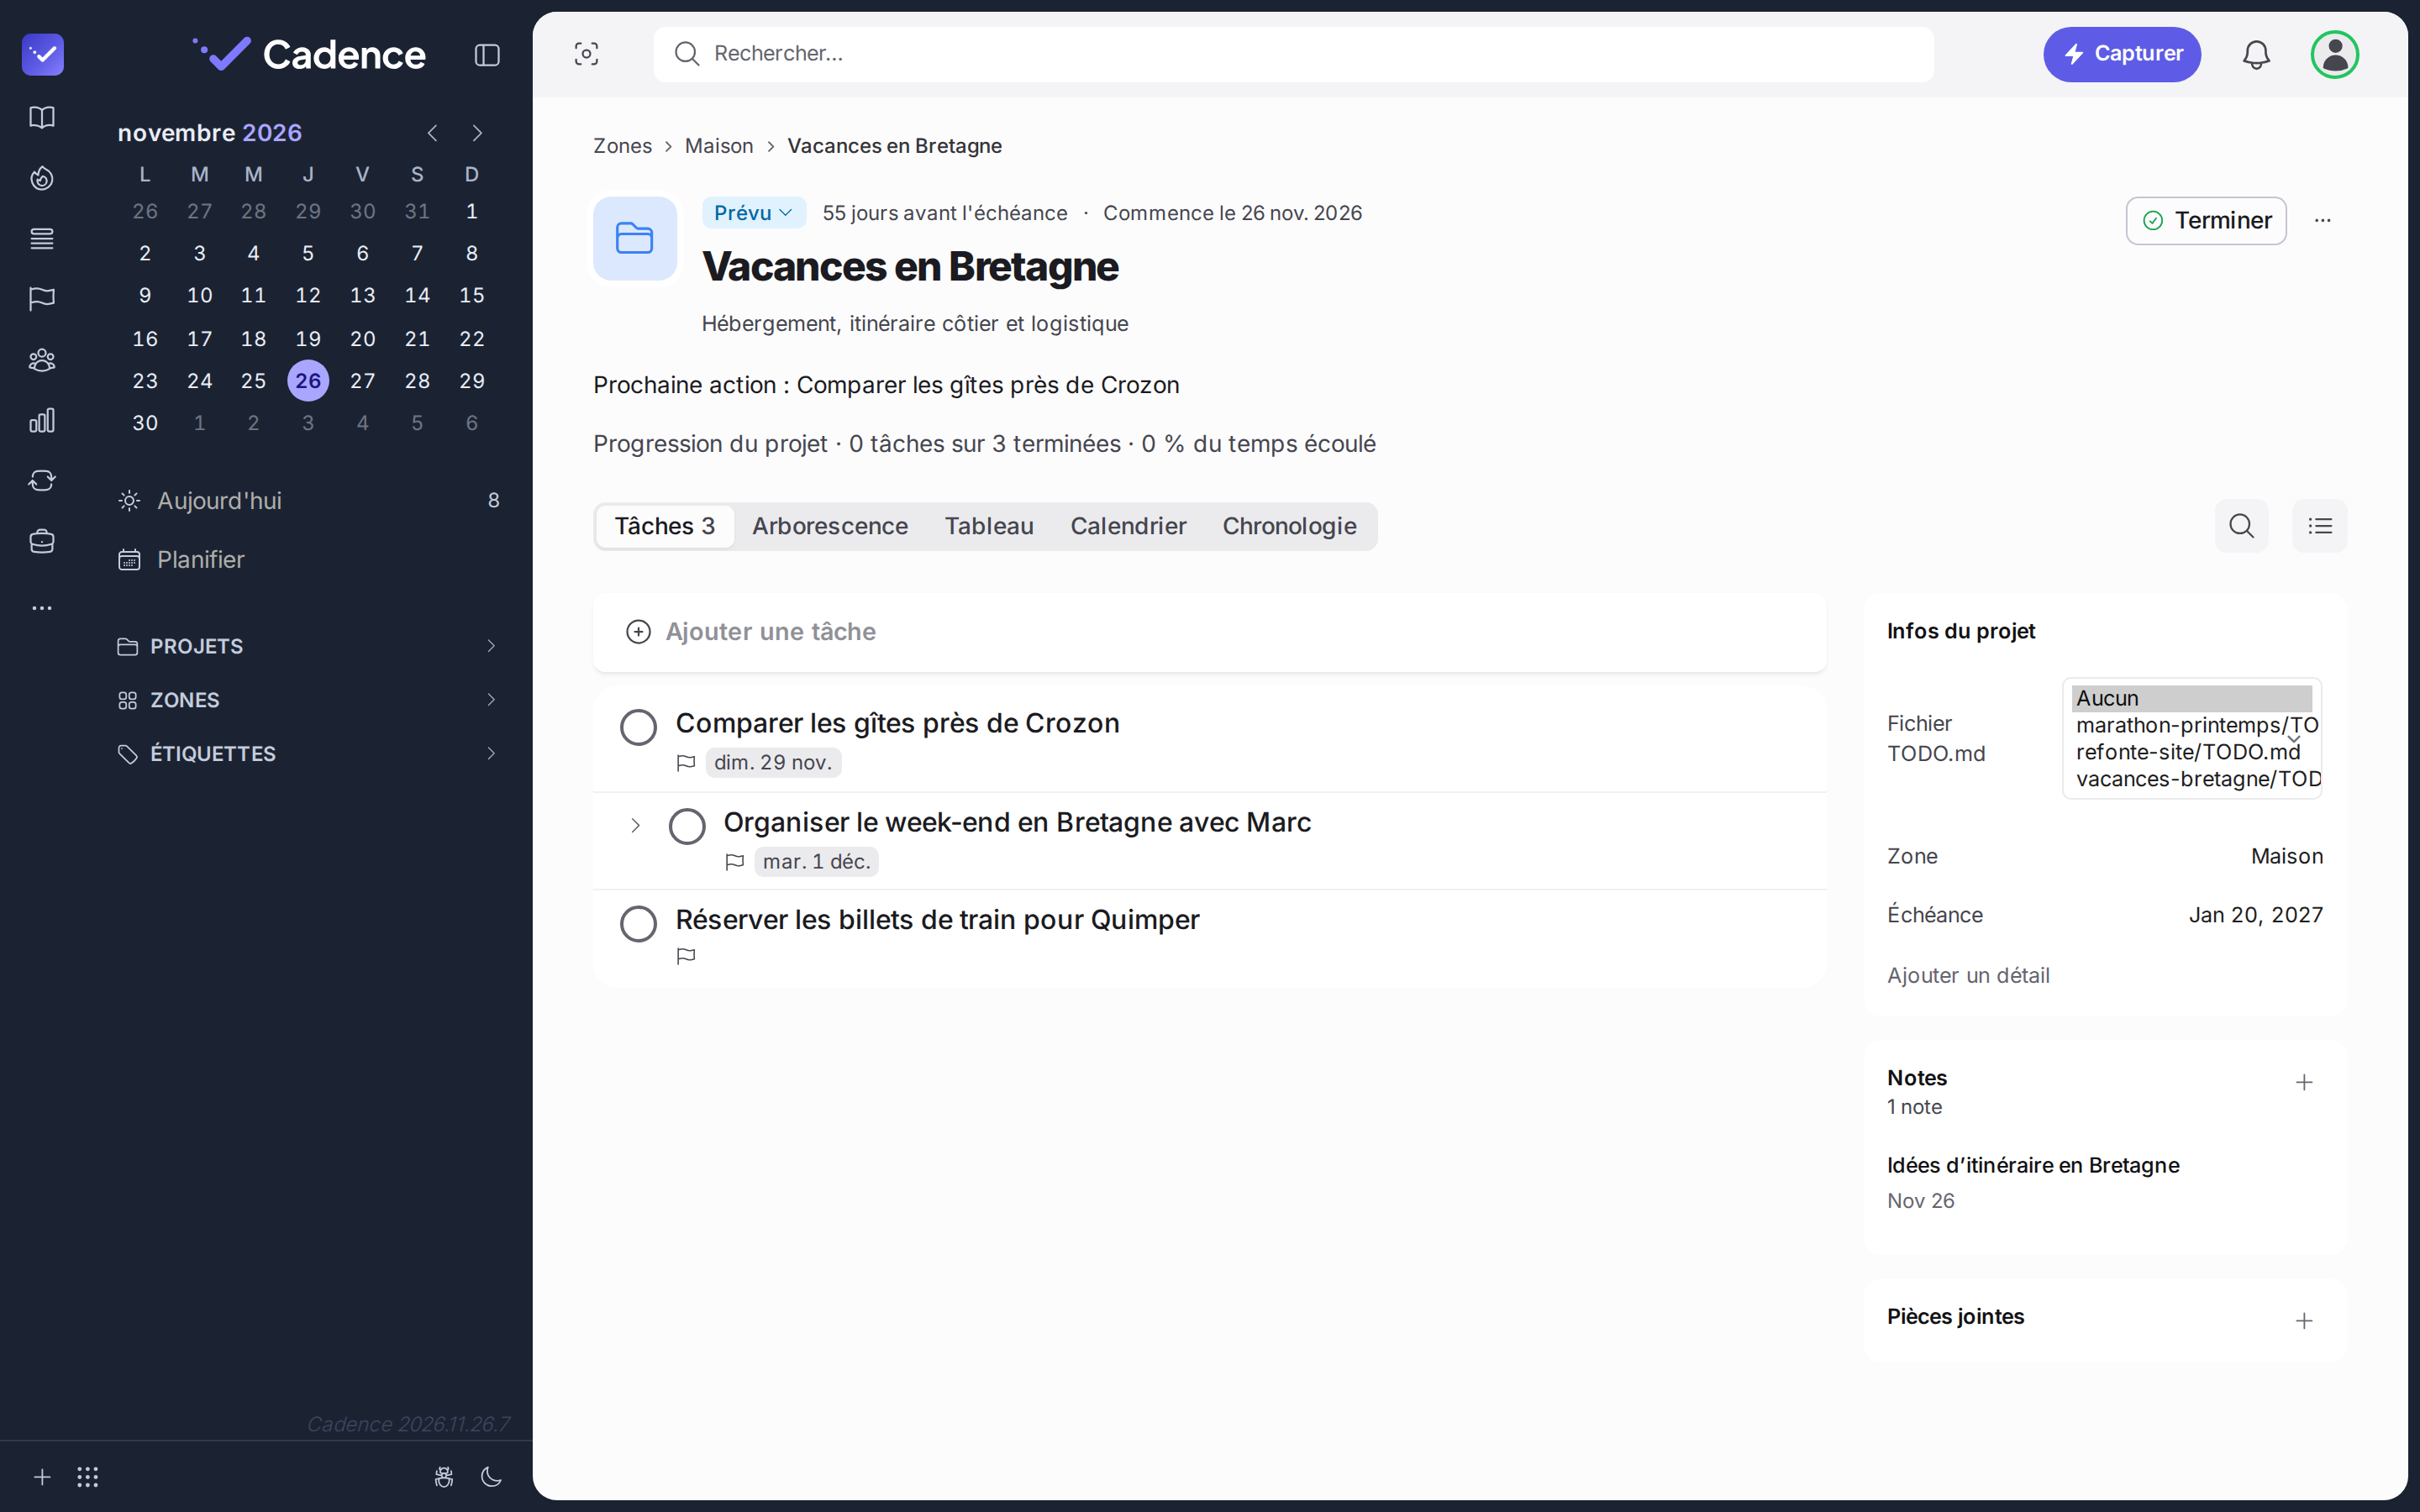 Cadence
novembre 2026
L M M J V S D
26 27 28 29 30 31 1
2 3 4 5 6 7 8
9 10 11 12 13 14 15
16 17 18 19 20 21 22
23 24 25 26 27 28 29
30 1 2 3 4 5 6
Aujourd'hui 8
Planifier
PROJETS
ZONES
ÉTIQUETTES
Cadence 2026.11.26.7
Rechercher...
Capturer
Zones > Maison > Vacances en Bretagne
Prévu 55 jours avant l'échéance · Commence le 26 nov. 2026
Terminer
Vacances en Bretagne
Hébergement, itinéraire côtier et logistique
Prochaine action : Comparer les gîtes près de Crozon
Progression du projet · 0 tâches sur 3 terminées · 0 % du temps écoulé
Tâches 3 Arborescence Tableau Calendrier Chronologie
Ajouter une tâche
Comparer les gîtes près de Crozon
dim. 29 nov.
Organiser le week-end en Bretagne avec Marc
mar. 1 déc.
Réserver les billets de train pour Quimper
Infos du projet
Fichier
TODO.md
Aucun
marathon-printemps/TO
refonte-site/TODO.md
vacances-bretagne/TOD
Zone Maison
Échéance Jan 20, 2027
Ajouter un détail
Notes
1 note
Idées d’itinéraire en Bretagne
Nov 26
Pièces jointes